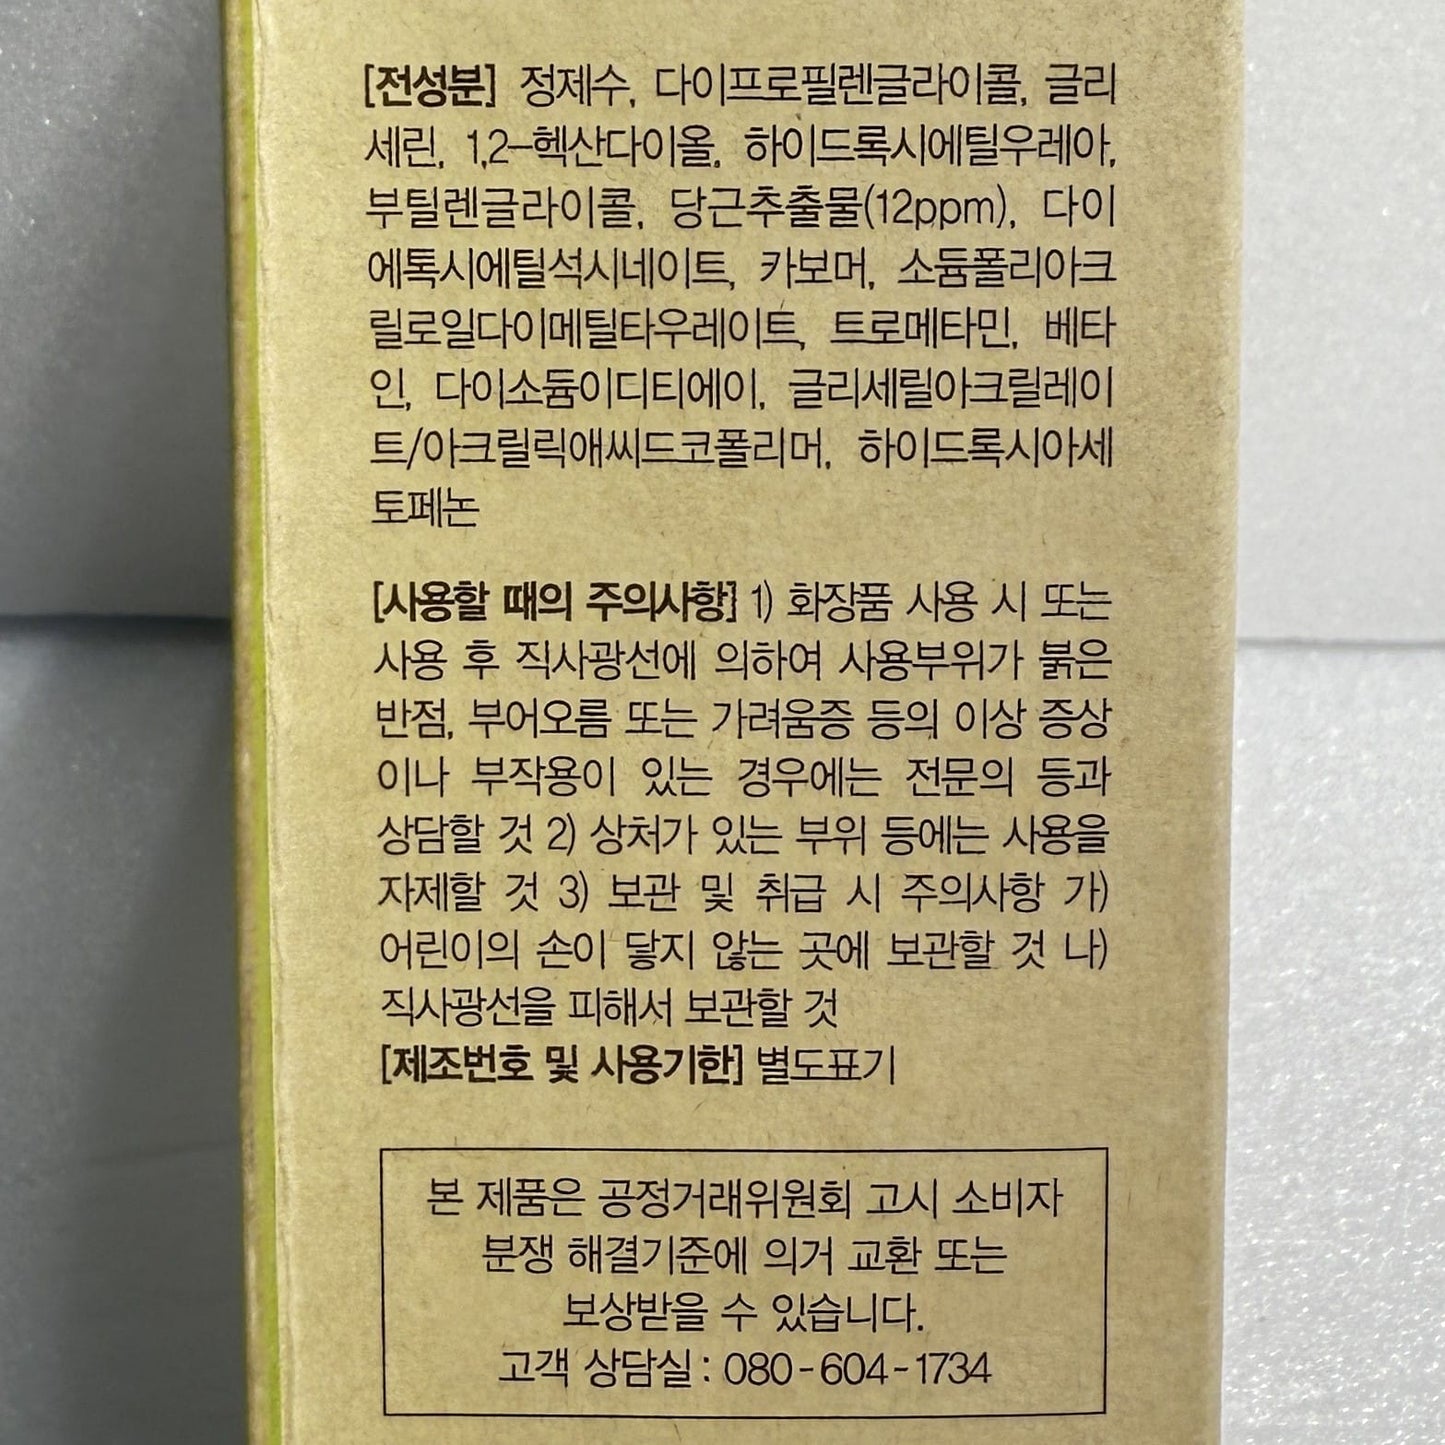 [전성분] 정제수, 다이프로필렌글라이콜, 글리
세린, 1,2-헥산다이올, 하이드록시에틸우레아,
부틸렌글라이콜, 당근추출물(12ppm), 다이
에톡시에틸석시네이트, 카보머, 소듐폴리아크
릴로일다이메틸타우레이트, 트로메타민, 베타
인, 다이소듐이디티에이, 글리세릴아크릴레이
트/아크릴릭애씨드코폴리머, 하이드록시아세
토페논
[사용할 때의 주의사항] 1) 화장품 사용 시 또는
사용 후 직사광선에 의하여 사용부위가 붉은
반점, 부어오름 또는 가려움증 등의 이상 증상
이나 부작용이 있는 경우에는 전문의 등과
상담할 것 2) 상처가 있는 부위 등에는 사용을
자제할 것 3) 보관 및 취급 시 주의사항 가)
어린이의 손이 닿지 않는 곳에 보관할 것 나)
직사광선을 피해서 보관할 것
[제조번호 및 사용기한] 별도표기
본 제품은 공정거래위원회 고시 소비자
분쟁 해결기준에 의거 교환 또는
보상받을 수 있습니다.
고객 상담실 : 080-604-1734